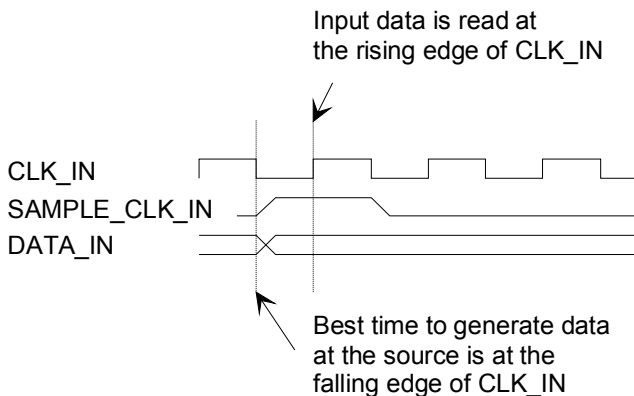 Input data is read at
the rising edge of CLK_IN
CLK_IN
SAMPLE_CLK_IN
DATA_IN
Best time to generate data
at the source is at the
falling edge of CLK_IN